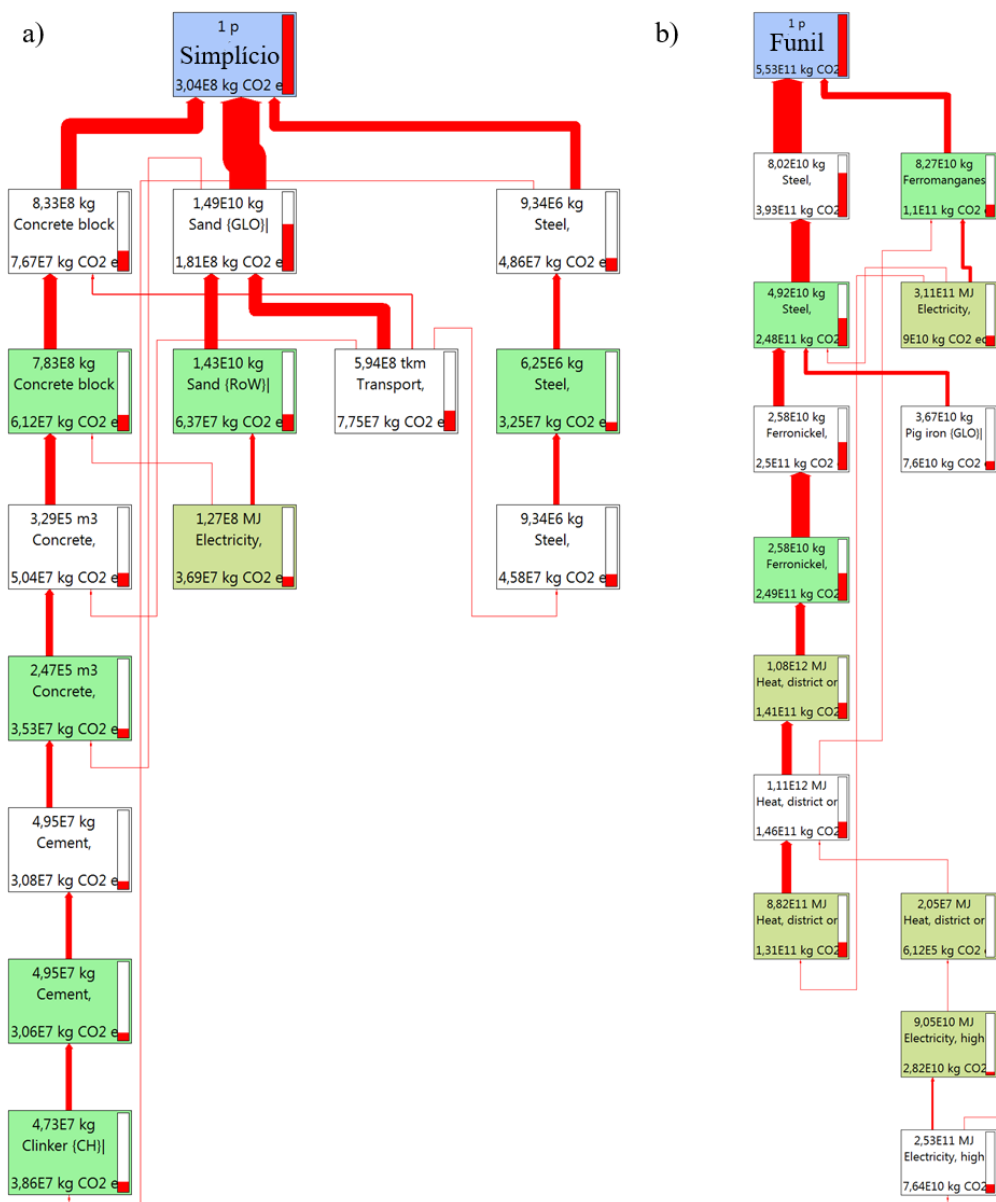 a)
1 p
Simplício
3,04E8 kg CO2 e
8,33E8 kg
Concrete block
7,67E7 kg CO2 e
1,49E10 kg
Sand {GLO}|
1,81E8 kg CO2 e
9,34E6 kg
Steel,
4,86E7 kg CO2 e
7,83E8 kg
Concrete block
6,12E7 kg CO2 e
1,43E10 kg
Sand {RoW}|
6,37E7 kg CO2 e
5,94E8 tkm
Transport,
7,75E7 kg CO2 e
6,25E6 kg
Steel,
3,25E7 kg CO2 e
3,29E5 m3
Concrete,
5,04E7 kg CO2 e
1,27E8 MJ
Electricity,
3,69E7 kg CO2 e
9,34E6 kg
Steel,
4,58E7 kg CO2 e
2,47E5 m3
Concrete,
3,53E7 kg CO2 e
4,95E7 kg
Cement,
3,08E7 kg CO2 e
4,95E7 kg
Cement,
3,06E7 kg CO2 e
4,73E7 kg
Clinker {CH}|
3,86E7 kg CO2 e
b)
1 p
Funil
5,53E11 kg CO2
8,02E10 kg
Steel,
3,93E11 kg CO2
8,27E10 kg
Ferromanganes
1,1E11 kg CO2 e
4,92E10 kg
Steel,
2,48E11 kg CO2
3,11E11 MJ
Electricity,
9E10 kg CO2 eq
2,58E10 kg
Ferronickel,
2,5E11 kg CO2 e
3,67E10 kg
Pig iron {GLO}|
7,6E10 kg CO2 e
2,58E10 kg
Ferronickel,
2,49E11 kg CO2
1,08E12 MJ
Heat, district or
1,41E11 kg CO2
1,11E12 MJ
Heat, district or
1,46E11 kg CO2
8,82E11 MJ
Heat, district or
1,31E11 kg CO2
2,05E7 MJ
Heat, district or
6,12E5 kg CO2 e
9,05E10 MJ
Electricity, high
2,82E10 kg CO2
2,53E11 MJ
Electricity, high
7,64E10 kg CO2